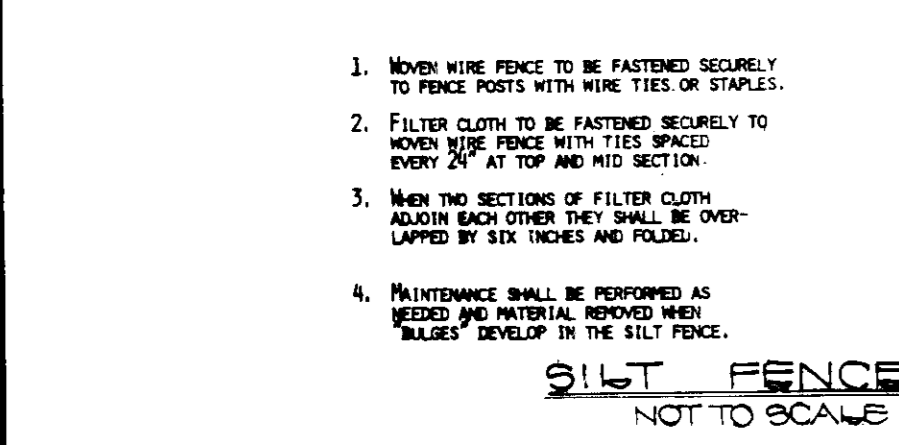 1. WOVEN WIRE FENCE TO BE FASTENED SECURELY
TO FENCE POSTS WITH WIRE TIES OR STAPLES.
2. FILTER CLOTH TO BE FASTENED SECURELY TO
WOVEN WIRE FENCE WITH TIES SPACED
EVERY 24" AT TOP AND MID SECTION.
3. WHEN TWO SECTIONS OF FILTER CLOTH
ADJOIN EACH OTHER THEY SHALL BE OVER-
LAPPED BY SIX INCHES AND FOLDED.
4. MAINTENANCE SHALL BE PERFORMED AS
NEEDED AND MATERIAL REMOVED WHEN
"BULGES" DEVELOP IN THE SILT FENCE.
SILT FENCE
NOT TO SCALE